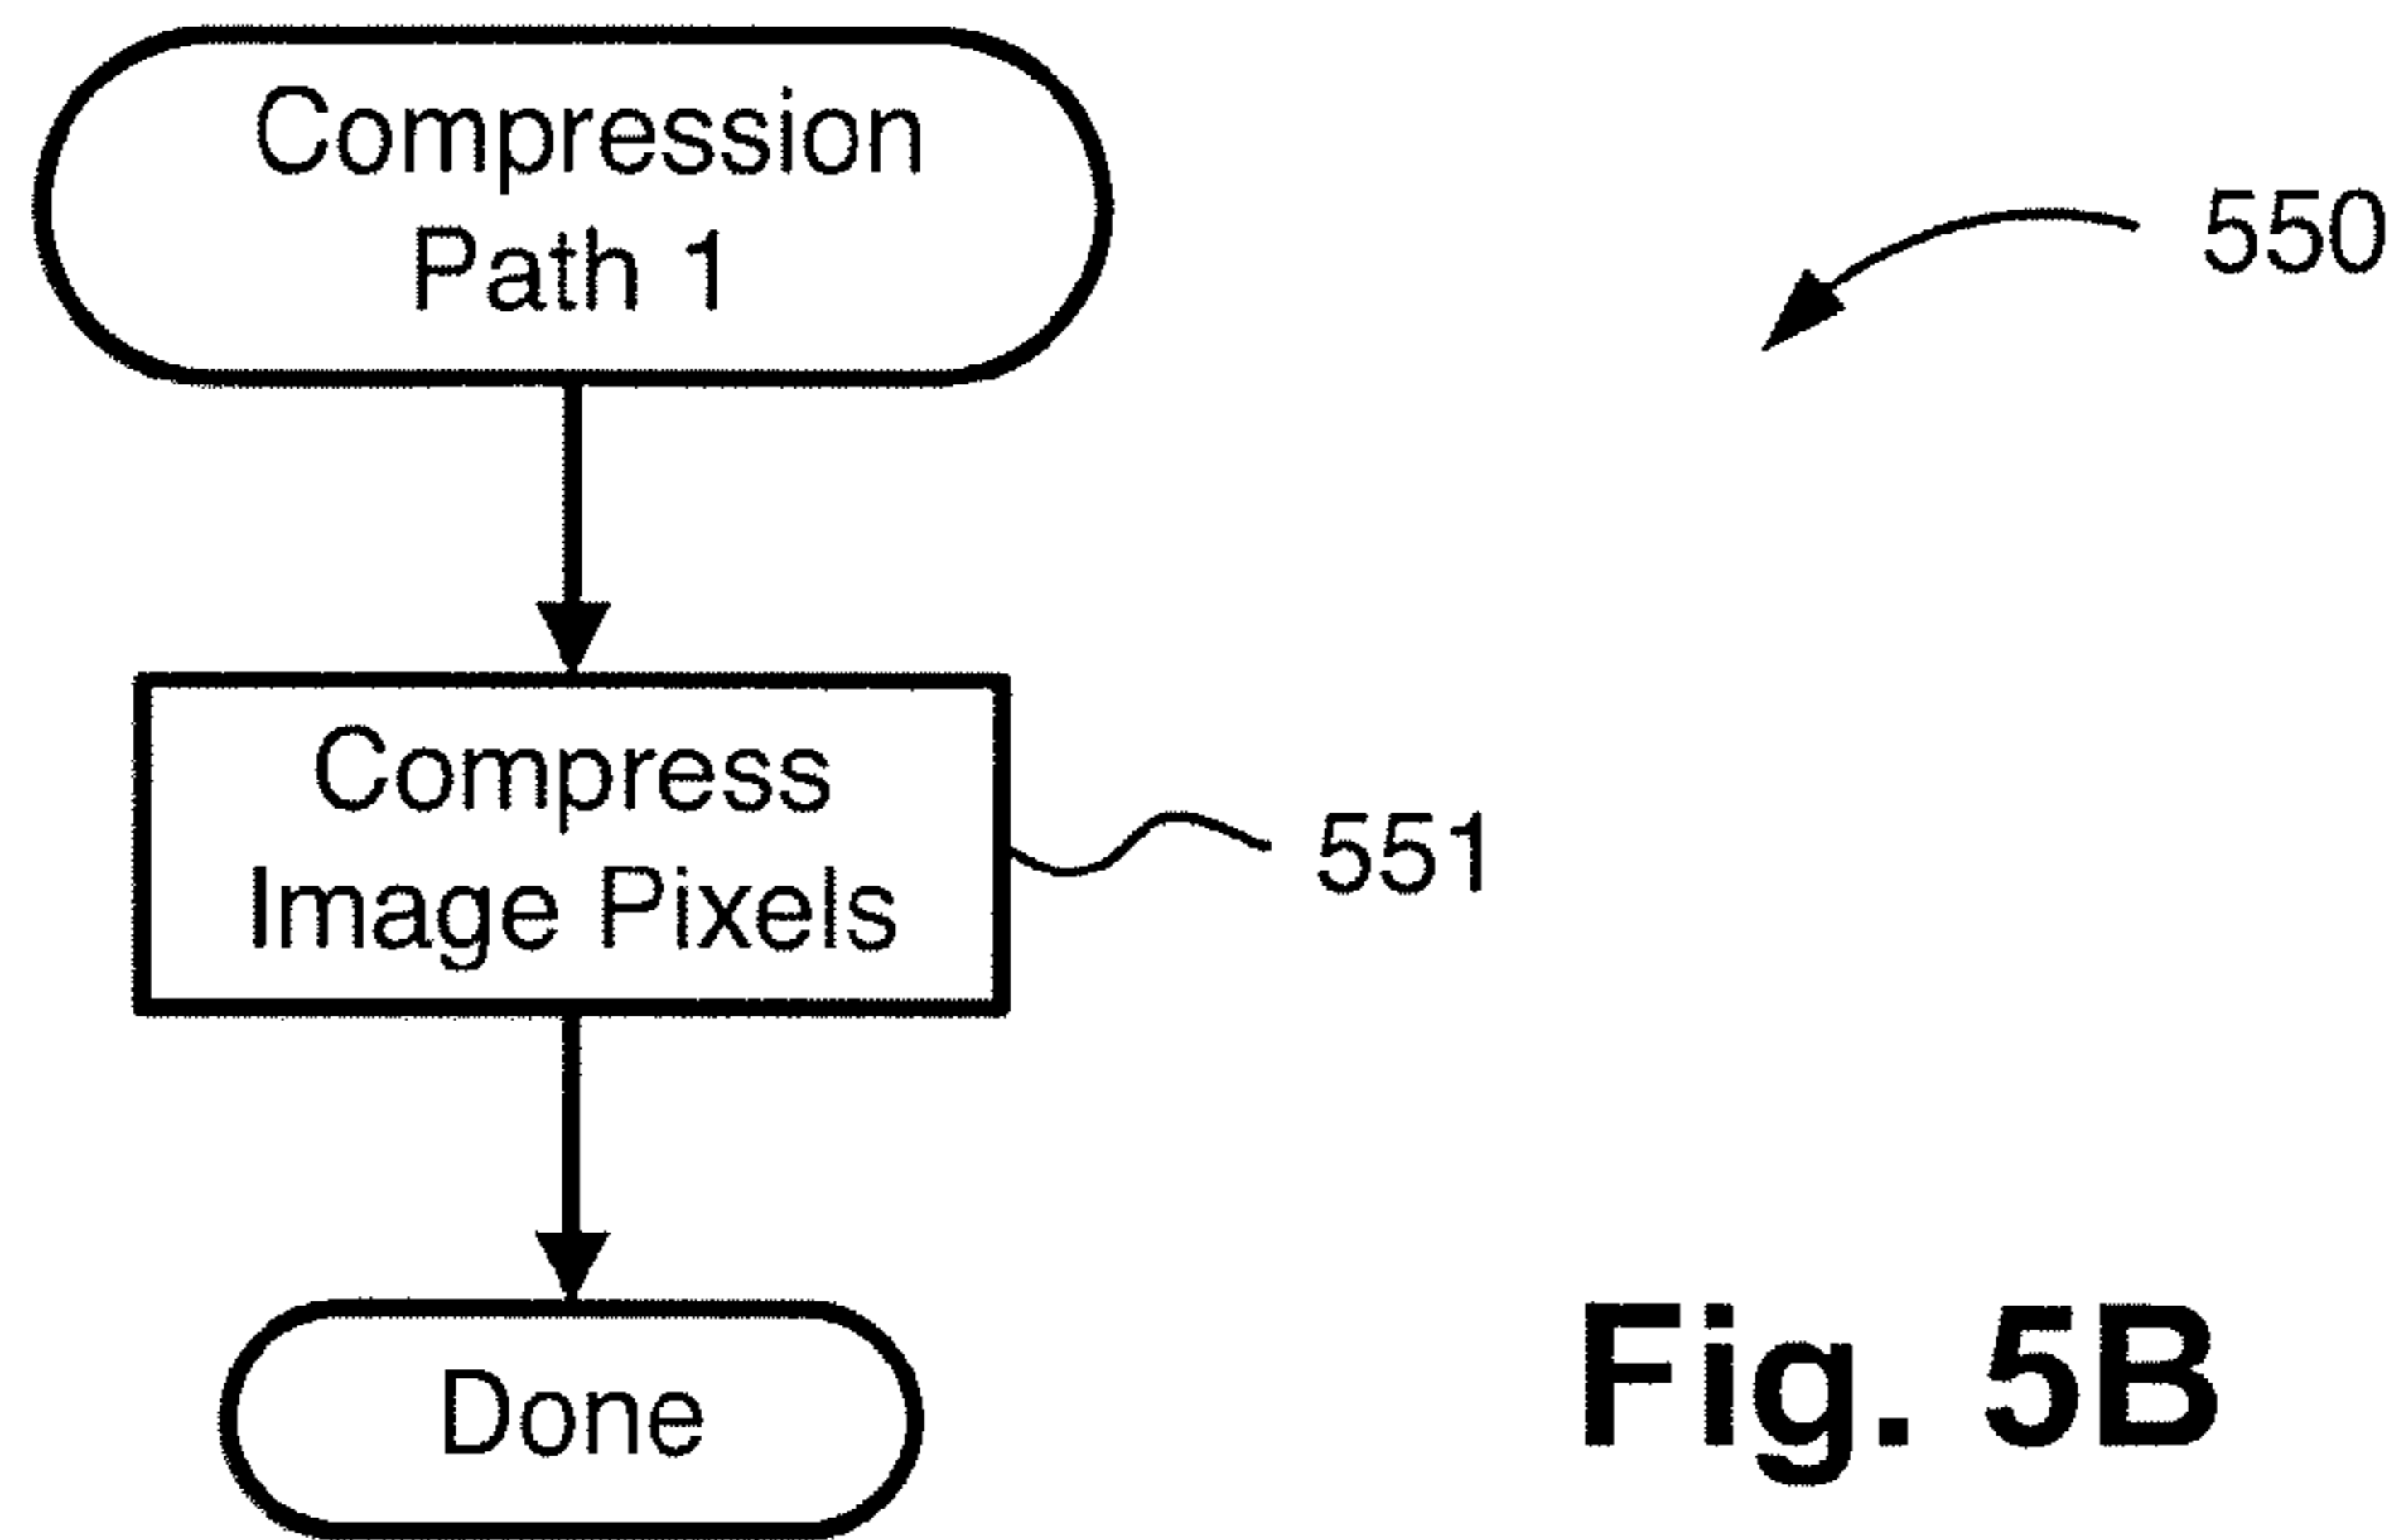 Compression
Path 1
550
Compress
Image Pixels
551
Done
Fig. 5B